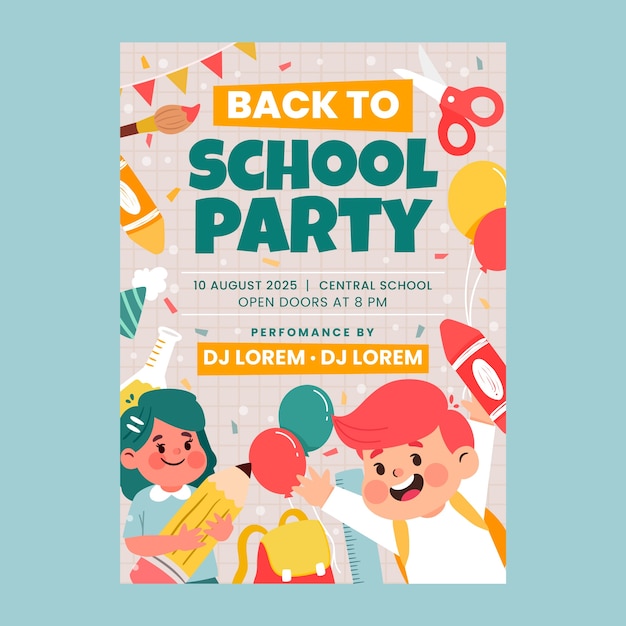 BACK TO
SCHOOL
PARTY
10 AUGUST 2025 | CENTRAL SCHOOL
OPEN DOORS AT 8 PM
PERFOMANCE BY
DJ LOREM · DJ LOREM